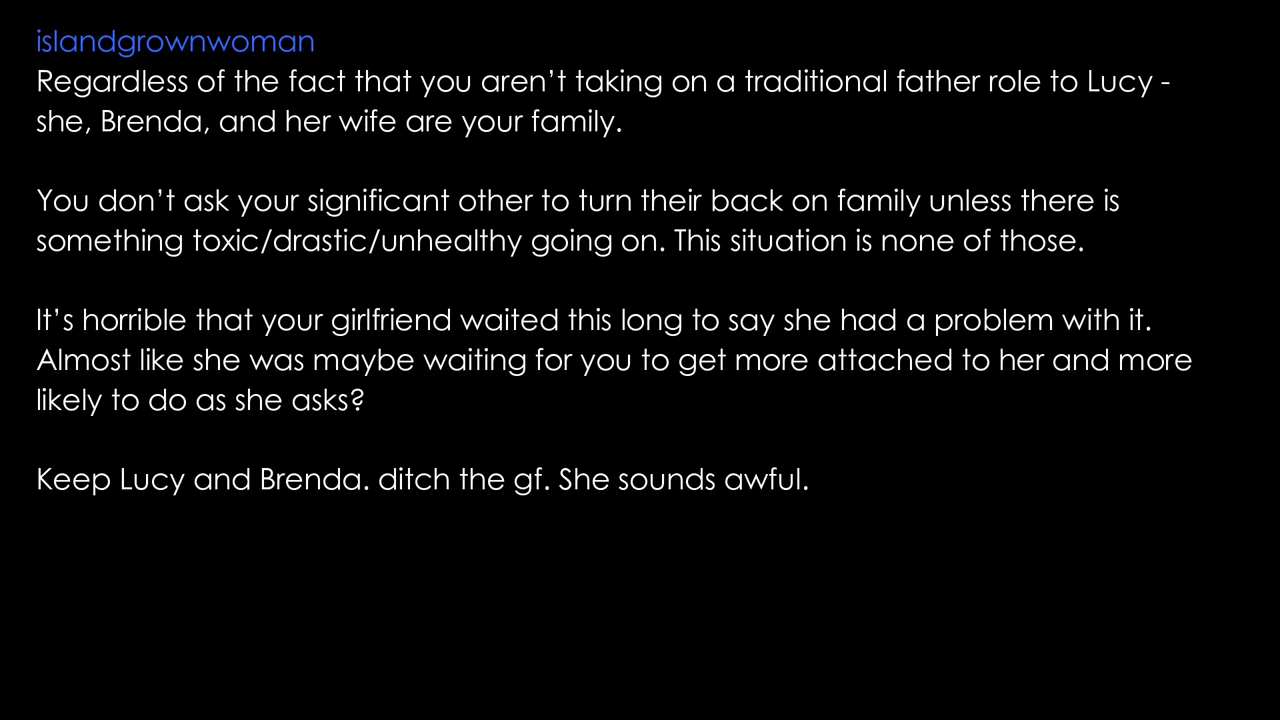 islandgrownwoman
Regardless of the fact that you aren’t taking on a traditional father role to Lucy -
she, Brenda, and her wife are your family.
You don’t ask your significant other to turn their back on family unless there is
something toxic/drastic/unhealthy going on. This situation is none of those.
It’s horrible that your girlfriend waited this long to say she had a problem with it.
Almost like she was maybe waiting for you to get more attached to her and more
likely to do as she asks?
Keep Lucy and Brenda. ditch the gf. She sounds awful.